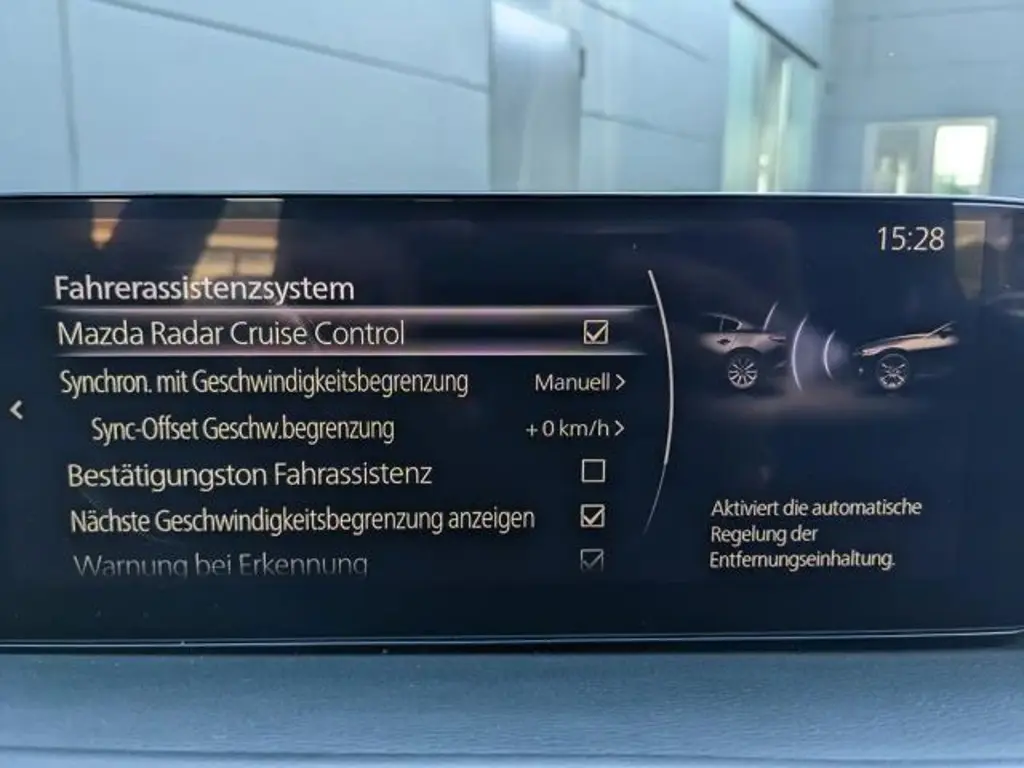 15:28
Fahrerassistenzsystem
Mazda Radar Cruise Control
Synchron. mit Geschwindigkeitsbegrenzung Manuell >
Sync-Offset Geschw.begrenzung +0 km/h >
Bestätigungston Fahrassistenz
Nächste Geschwindigkeitsbegrenzung anzeigen
Warnung bei Erkennung
Aktiviert die automatische
Regelung der
Entfernungseinhaltung.